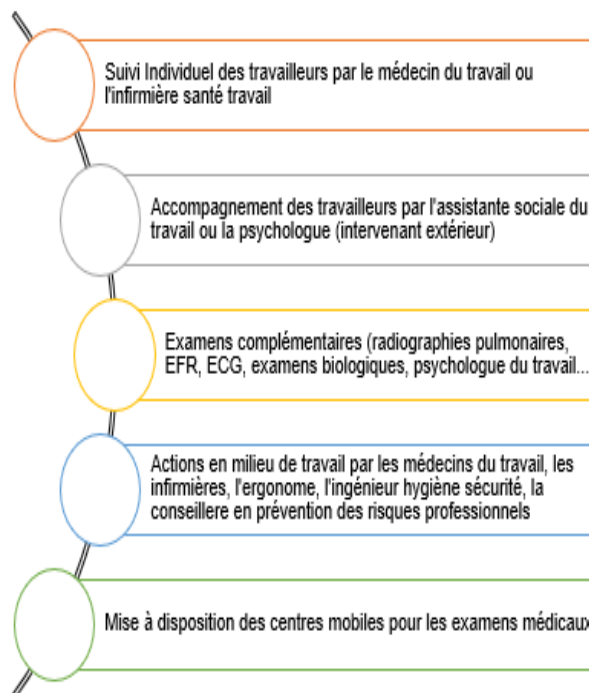 Suivi Individuel des travailleurs par le médecin du travail ou
l'infirmière santé travail
Accompagnement des travailleurs par l'assistante sociale du
travail ou la psychologue (intervenant extérieur)
Examens complémentaires (radiographies pulmonaires,
EFR, ECG, examens biologiques, psychologue du travail...
Actions en milieu de travail par les médecins du travail, les
infirmières, l'ergonome, l'ingénieur hygiène sécurité, la
conseillere en prévention des risques professionnels
Mise à disposition des centres mobiles pour les examens médicaux